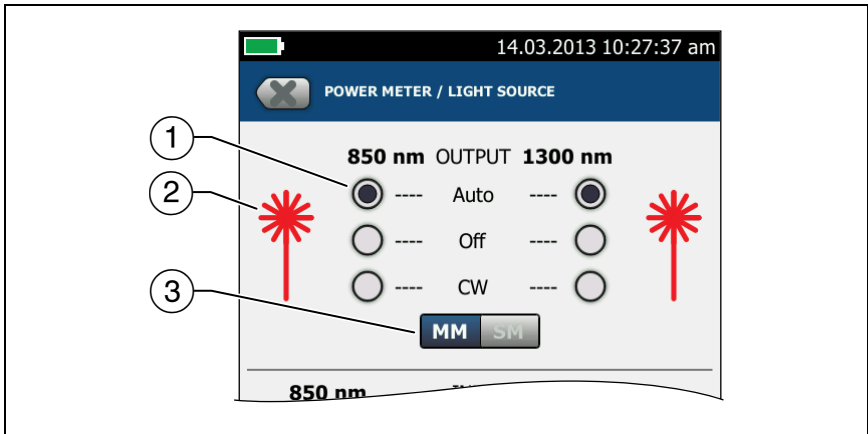 14.03.2013 10:27:37 am
POWER METER / LIGHT SOURCE
1
850 nm OUTPUT 1300 nm
2
---- Auto ----
---- Off ----
3
---- CW ----
MM SM
850 nm